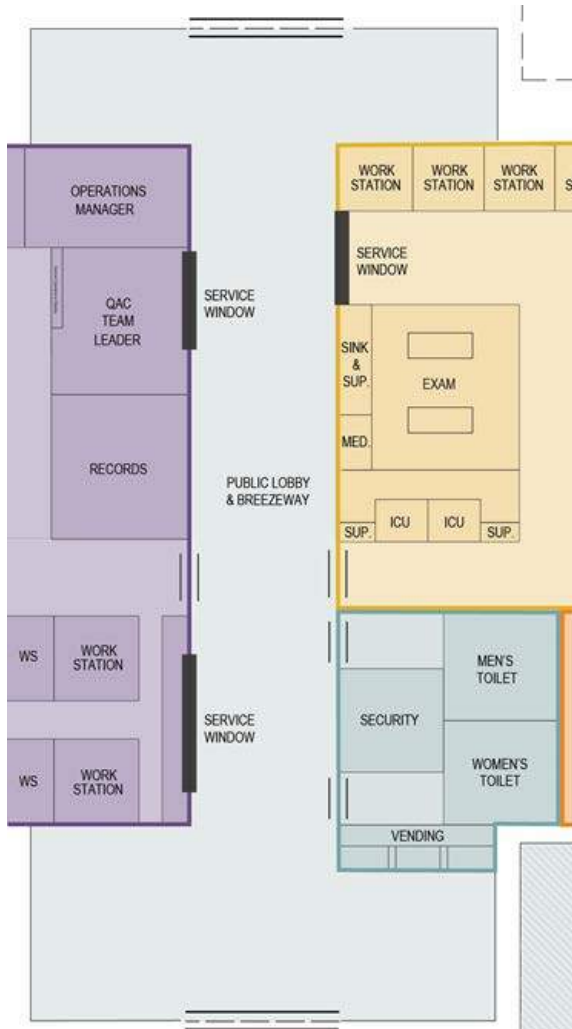 OPERATIONS
MANAGER
QAC
TEAM
LEADER
RECORDS
WS
WORK
STATION
WS
WORK
STATION
SERVICE
WINDOW
PUBLIC LOBBY
& BREEZEWAY
SERVICE
WINDOW
WORK
STATION
WORK
STATION
WORK
STATION
S
SERVICE
WINDOW
SINK
&
SUP.
EXAM
MED.
ICU
ICU
SUP.
SUP.
MEN'S
TOILET
SECURITY
WOMEN'S
TOILET
VENDING